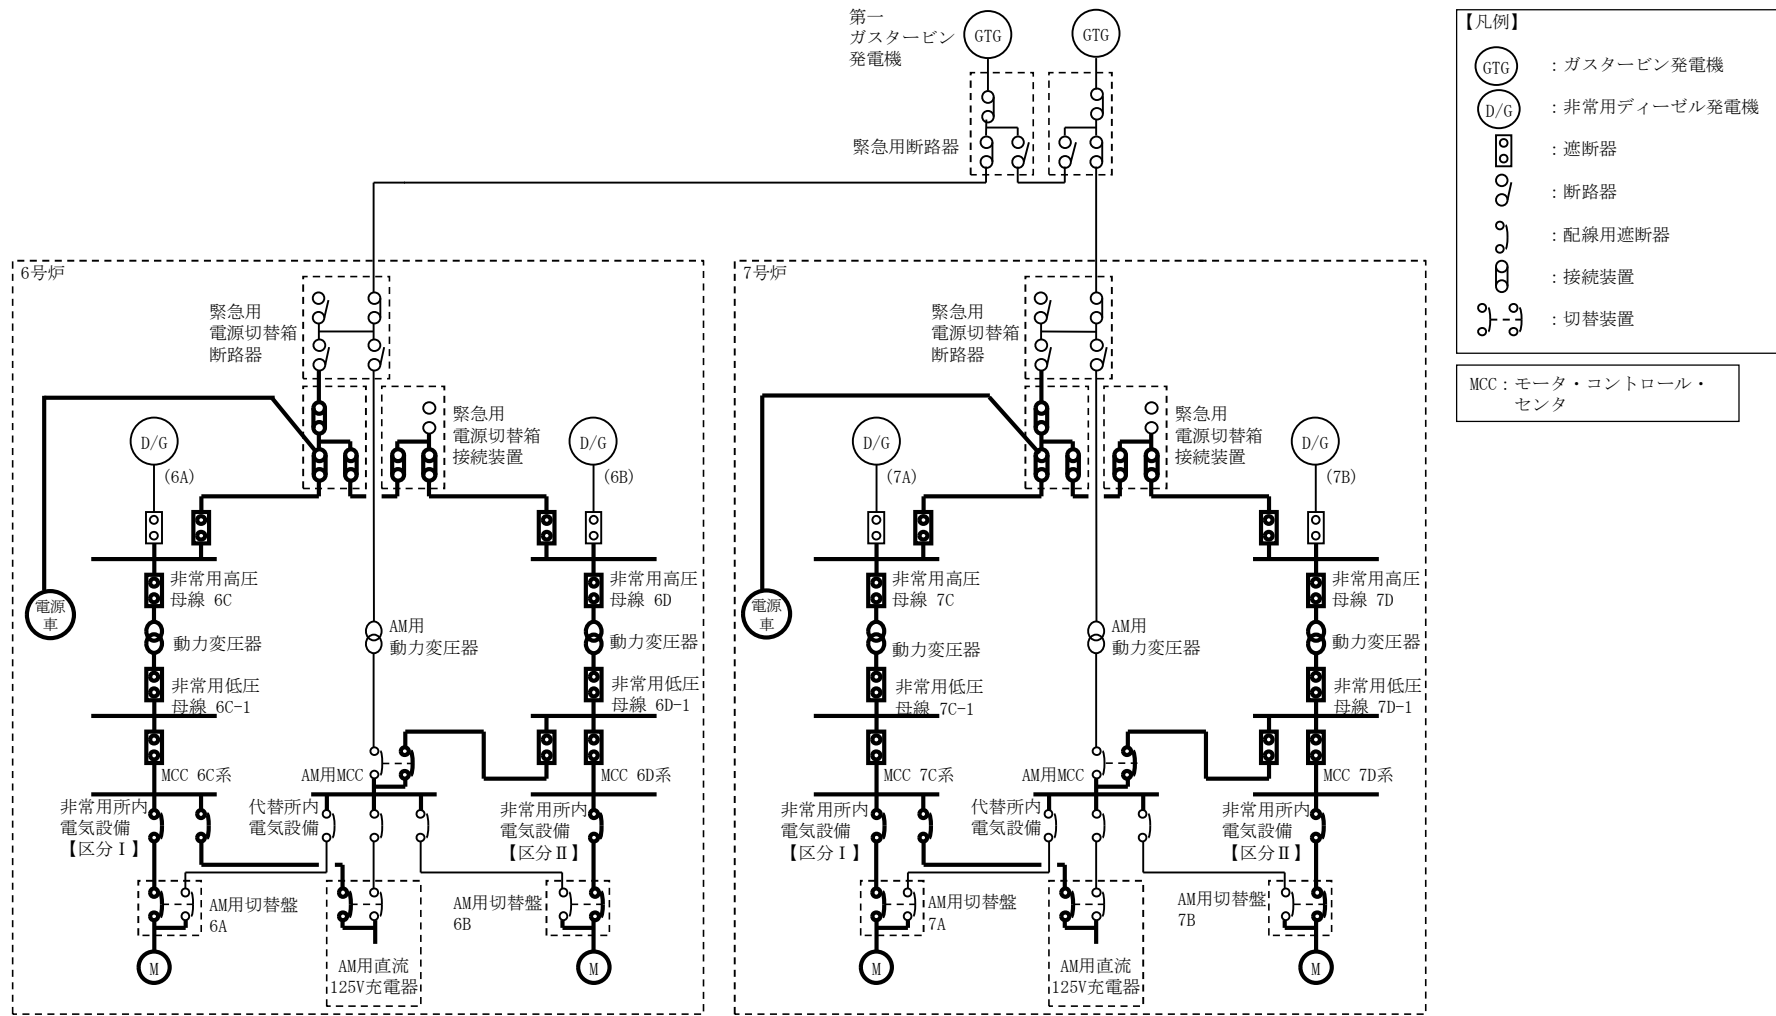 第一
ガスタービン
発電機
GTG
GTG
緊急用断路器
【凡例】
GTG
：ガスタービン発電機
D/G
：非常用ディーゼル発電機
：遮断器
：断路器
：配線用遮断器
：接続装置
：切替装置
MCC：モータ・コントロール・
センタ
6号炉
緊急用
電源切替箱
断路器
緊急用
電源切替箱
接続装置
D/G
(6A)
D/G
(6B)
電源
車
非常用高圧
母線 6C
動力変圧器
非常用低圧
母線 6C-1
MCC 6C系
AM用
動力変圧器
非常用高圧
母線 6D
動力変圧器
非常用低圧
母線 6D-1
MCC 6D系
AM用MCC
非常用所内
電気設備
【区分Ⅰ】
代替所内
電気設備
非常用所内
電気設備
【区分Ⅱ】
AM用切替盤
6A
AM用切替盤
6B
M
AM用直流
125V充電器
M
7号炉
緊急用
電源切替箱
断路器
緊急用
電源切替箱
接続装置
D/G
(7A)
D/G
(7B)
電源
車
非常用高圧
母線 7C
動力変圧器
非常用低圧
母線 7C-1
MCC 7C系
AM用
動力変圧器
非常用高圧
母線 7D
動力変圧器
非常用低圧
母線 7D-1
MCC 7D系
AM用MCC
非常用所内
電気設備
【区分Ⅰ】
代替所内
電気設備
非常用所内
電気設備
【区分Ⅱ】
AM用切替盤
7A
AM用切替盤
7B
M
AM用直流
125V充電器
M